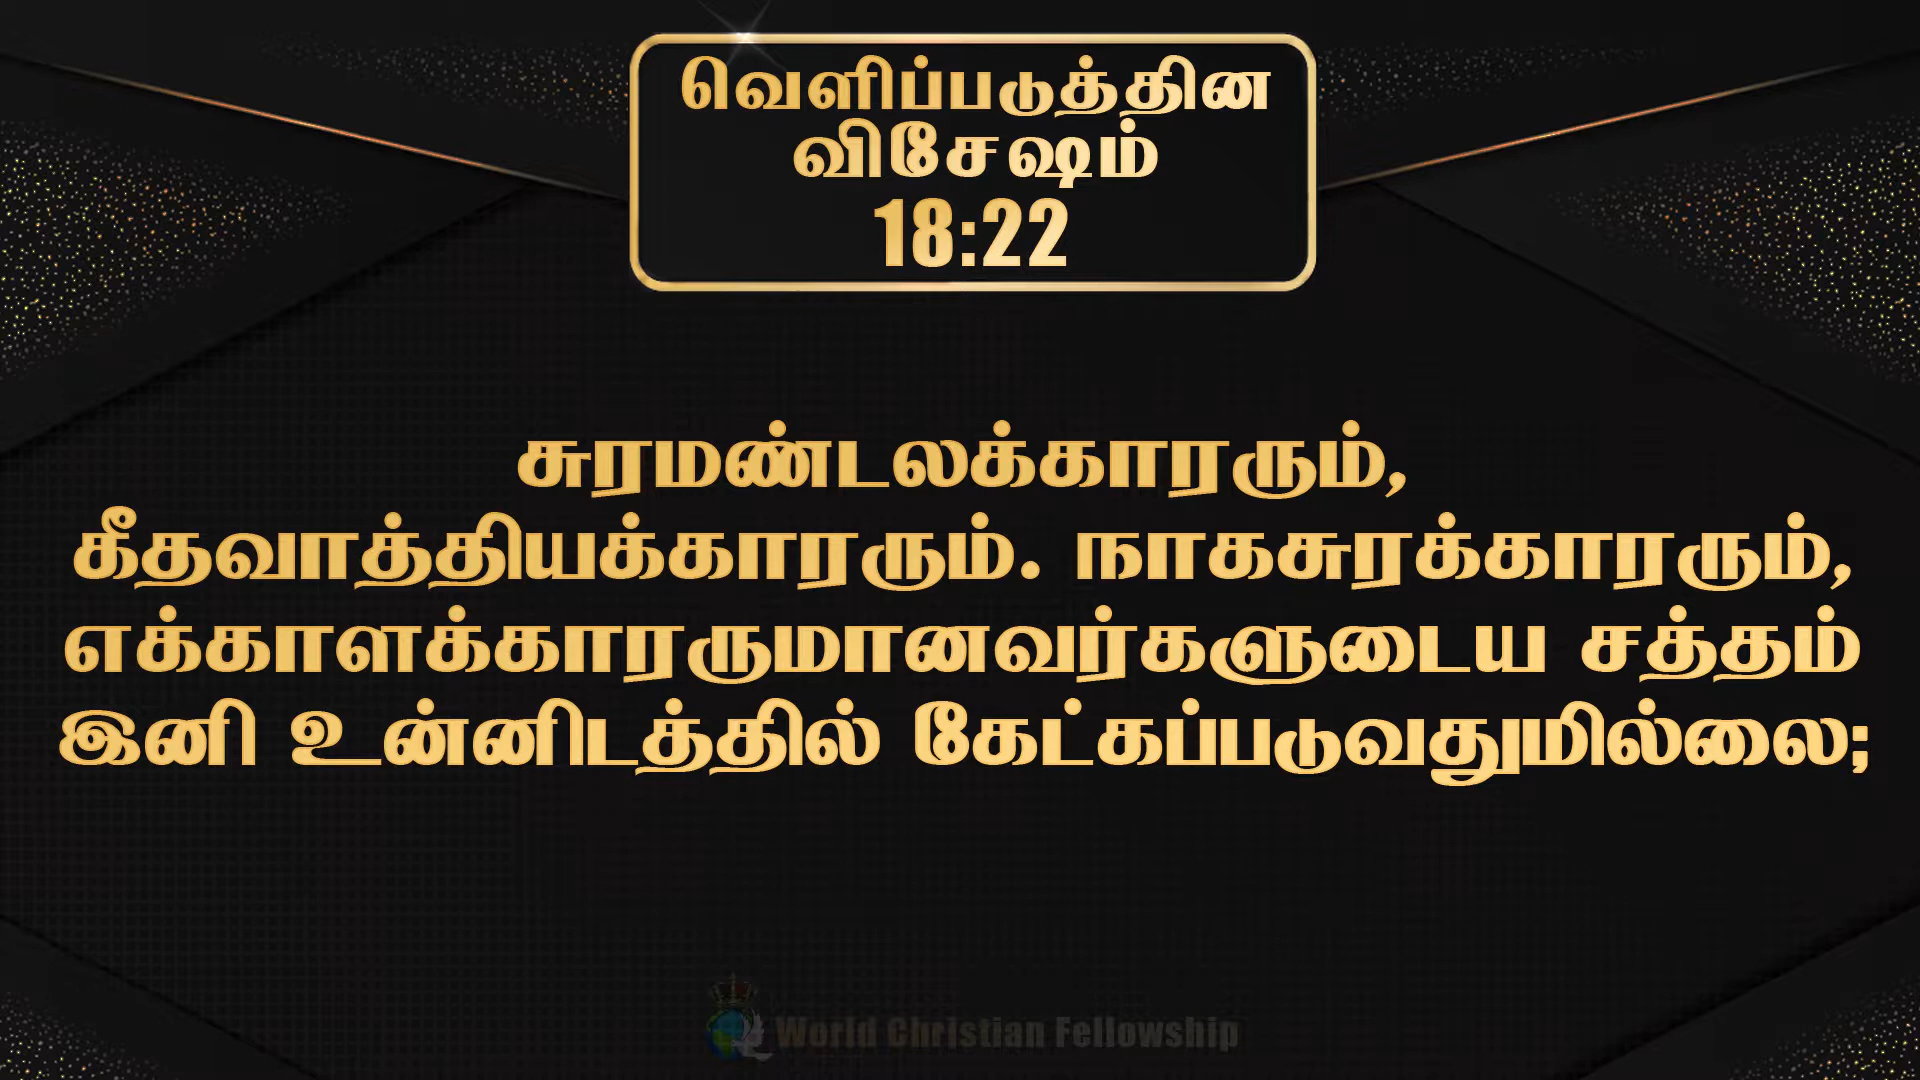 வெளிப்படுத்தின
விசேஷம்
18:22
சுரமண்டலக்காரரும்,
கீதவாத்தியக்காரரும். நாகசுரக்காரரும்,
எக்காளக்காரருமானவர்களுடைய சத்தம்
இனி உன்னிடத்தில் கேட்கப்படுவதுமில்லை;
World Christian Fellowship